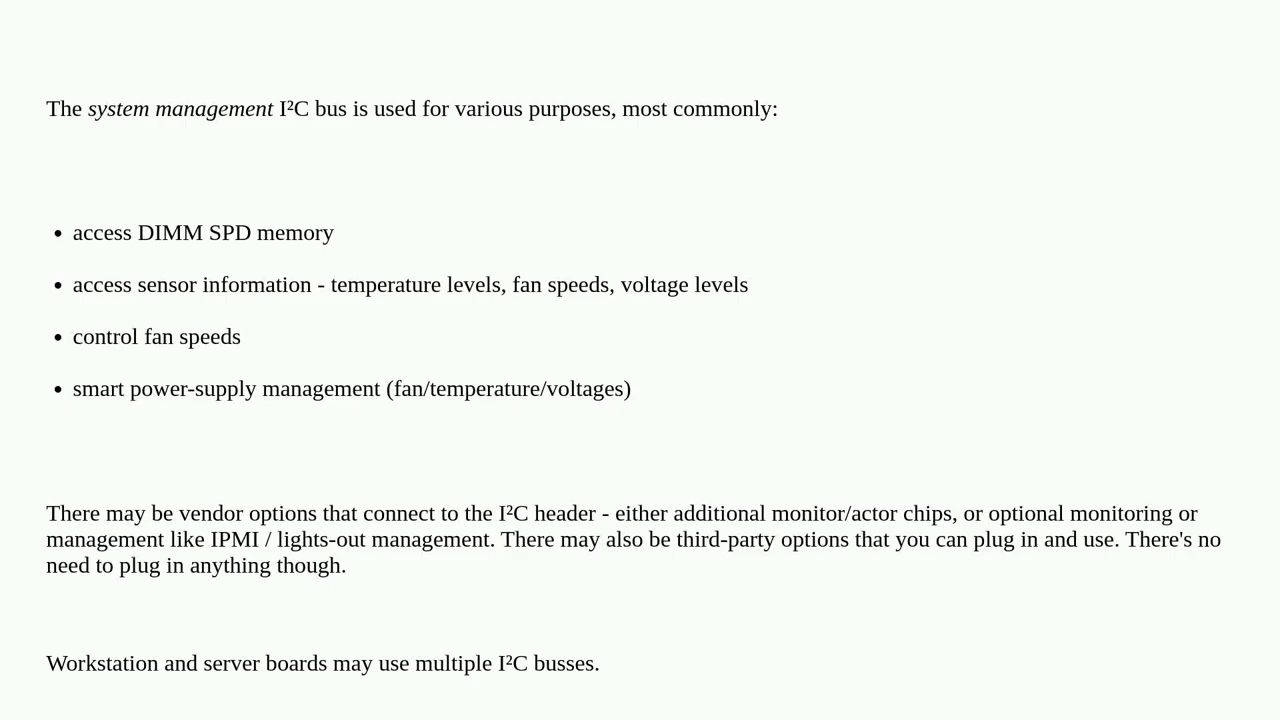 The system management I²C bus is used for various purposes, most commonly:
• access DIMM SPD memory
• access sensor information - temperature levels, fan speeds, voltage levels
• control fan speeds
• smart power-supply management (fan/temperature/voltages)
There may be vendor options that connect to the I²C header - either additional monitor/actor chips, or optional monitoring or
management like IPMI / lights-out management. There may also be third-party options that you can plug in and use. There's no
need to plug in anything though.
Workstation and server boards may use multiple I²C busses.